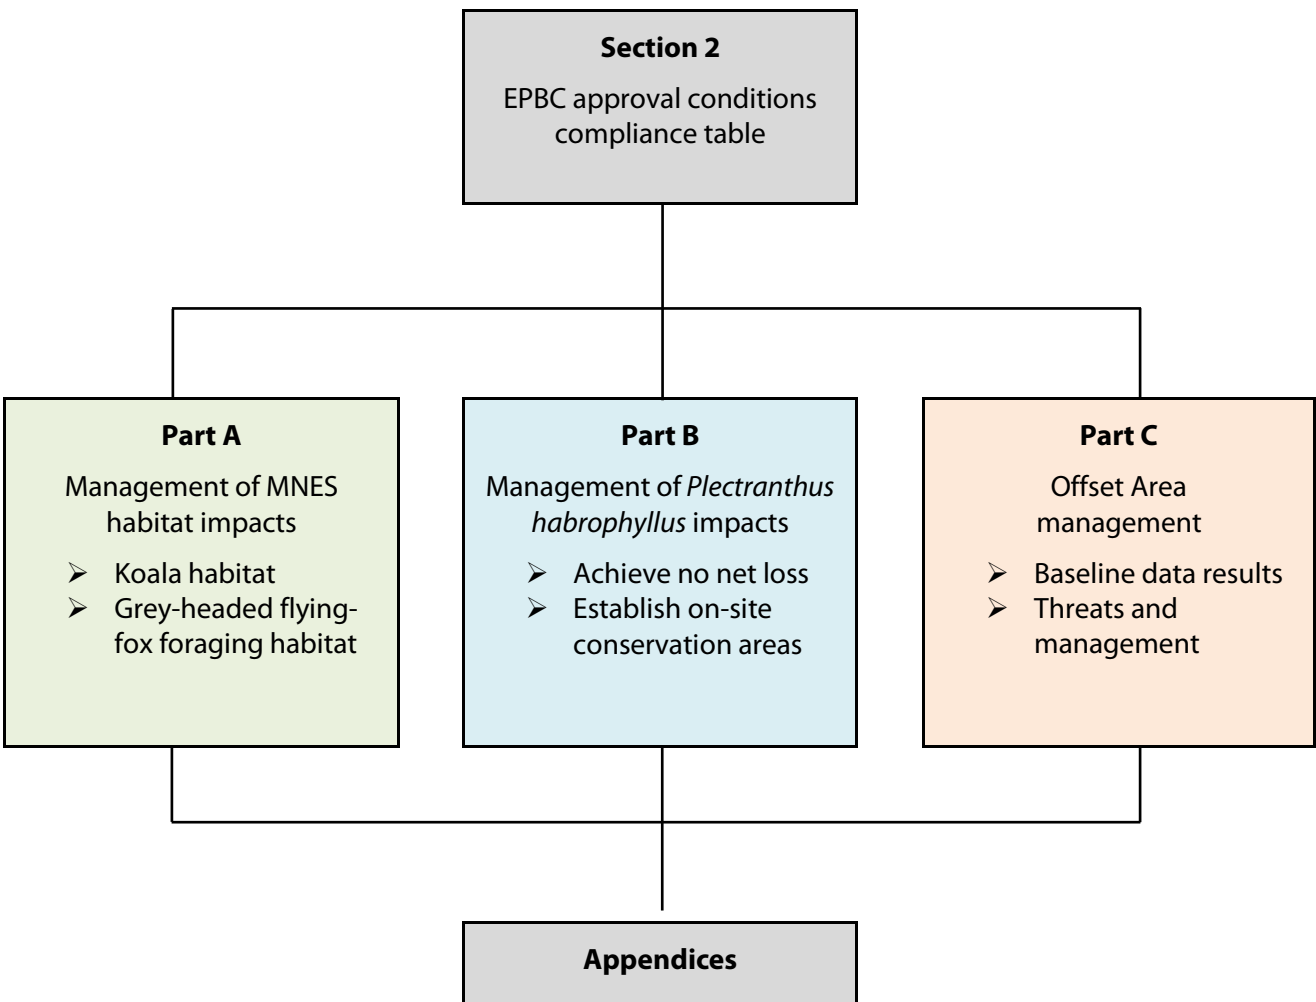 Section 2
EPBC approval conditions
compliance table
Part A
Management of MNES
habitat impacts
➢ Koala habitat
➢ Grey-headed flying-
fox foraging habitat
Part B
Management of Plectranthus
habrophyllus impacts
➢ Achieve no net loss
➢ Establish on-site
conservation areas
Part C
Offset Area
management
➢ Baseline data results
➢ Threats and
management
Appendices